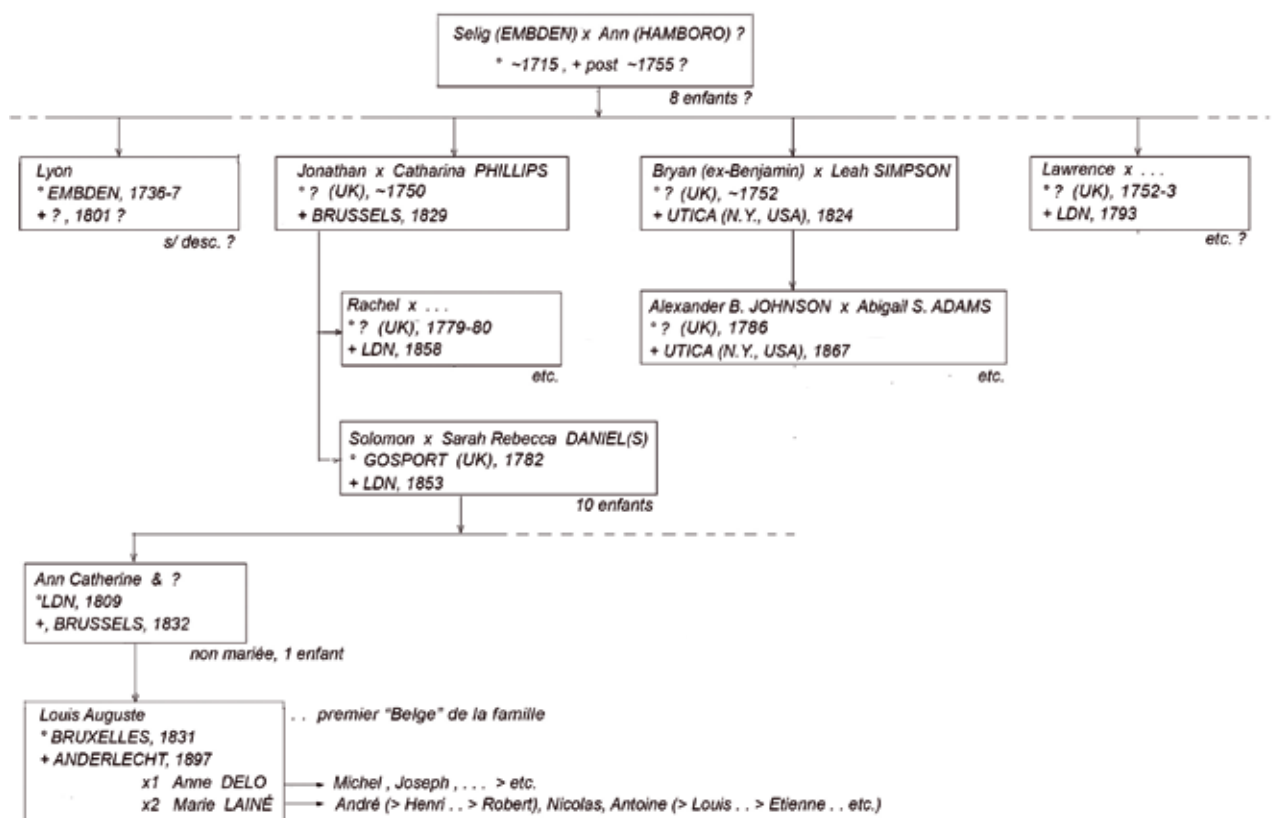 Selig (EMBDEN) x Ann (HAMBORO) ?
° ~1715 , + post ~1755 ?
8 enfants ?
Lyon
° EMBDEN, 1736-7
+ ? , 1801 ?
s/ desc. ?
Jonathan x Catharina PHILLIPS
° ? (UK), ~1750
+ BRUSSELS, 1829
Bryan (ex-Benjamin) x Leah SIMPSON
° ? (UK), ~1752
+ UTICA (N.Y., USA), 1824
Lawrence x . . .
° ? (UK), 1752-3
+ LDN, 1793
etc. ?
Rachel x . . .
° ? (UK), 1779-80
+ LDN, 1858
etc.
Alexander B. JOHNSON x Abigail S. ADAMS
° ? (UK), 1786
+ UTICA (N.Y., USA), 1867
etc.
Solomon x Sarah Rebecca DANIEL(S)
° GOSPORT (UK), 1782
+ LDN, 1853
10 enfants
Ann Catherine & ?
°LDN, 1809
+, BRUSSELS, 1832
non mariée, 1 enfant
Louis Auguste . . premier "Belge" de la famille
° BRUXELLES, 1831
+ ANDERLECHT, 1897
x1 Anne DELO Michel , Joseph , . . . > etc.
x2 Marie LAINÉ André (> Henri . . > Robert), Nicolas, Antoine (> Louis . . > Etienne . . etc.)